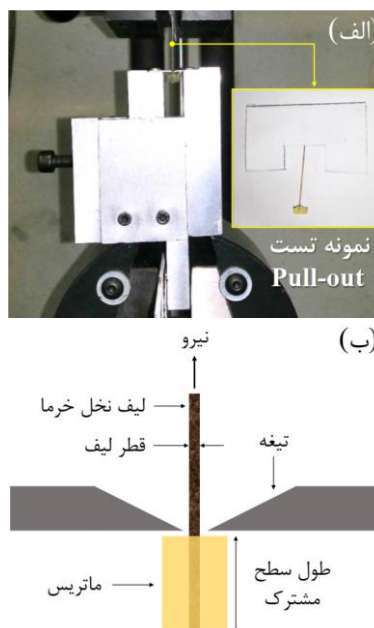 (الف)
نمونه تست
Pull-out
(ب)
نیرو
لیف نخل خرما
قطر لیف
تیغه
ماتریس
طول سطح
مشترک